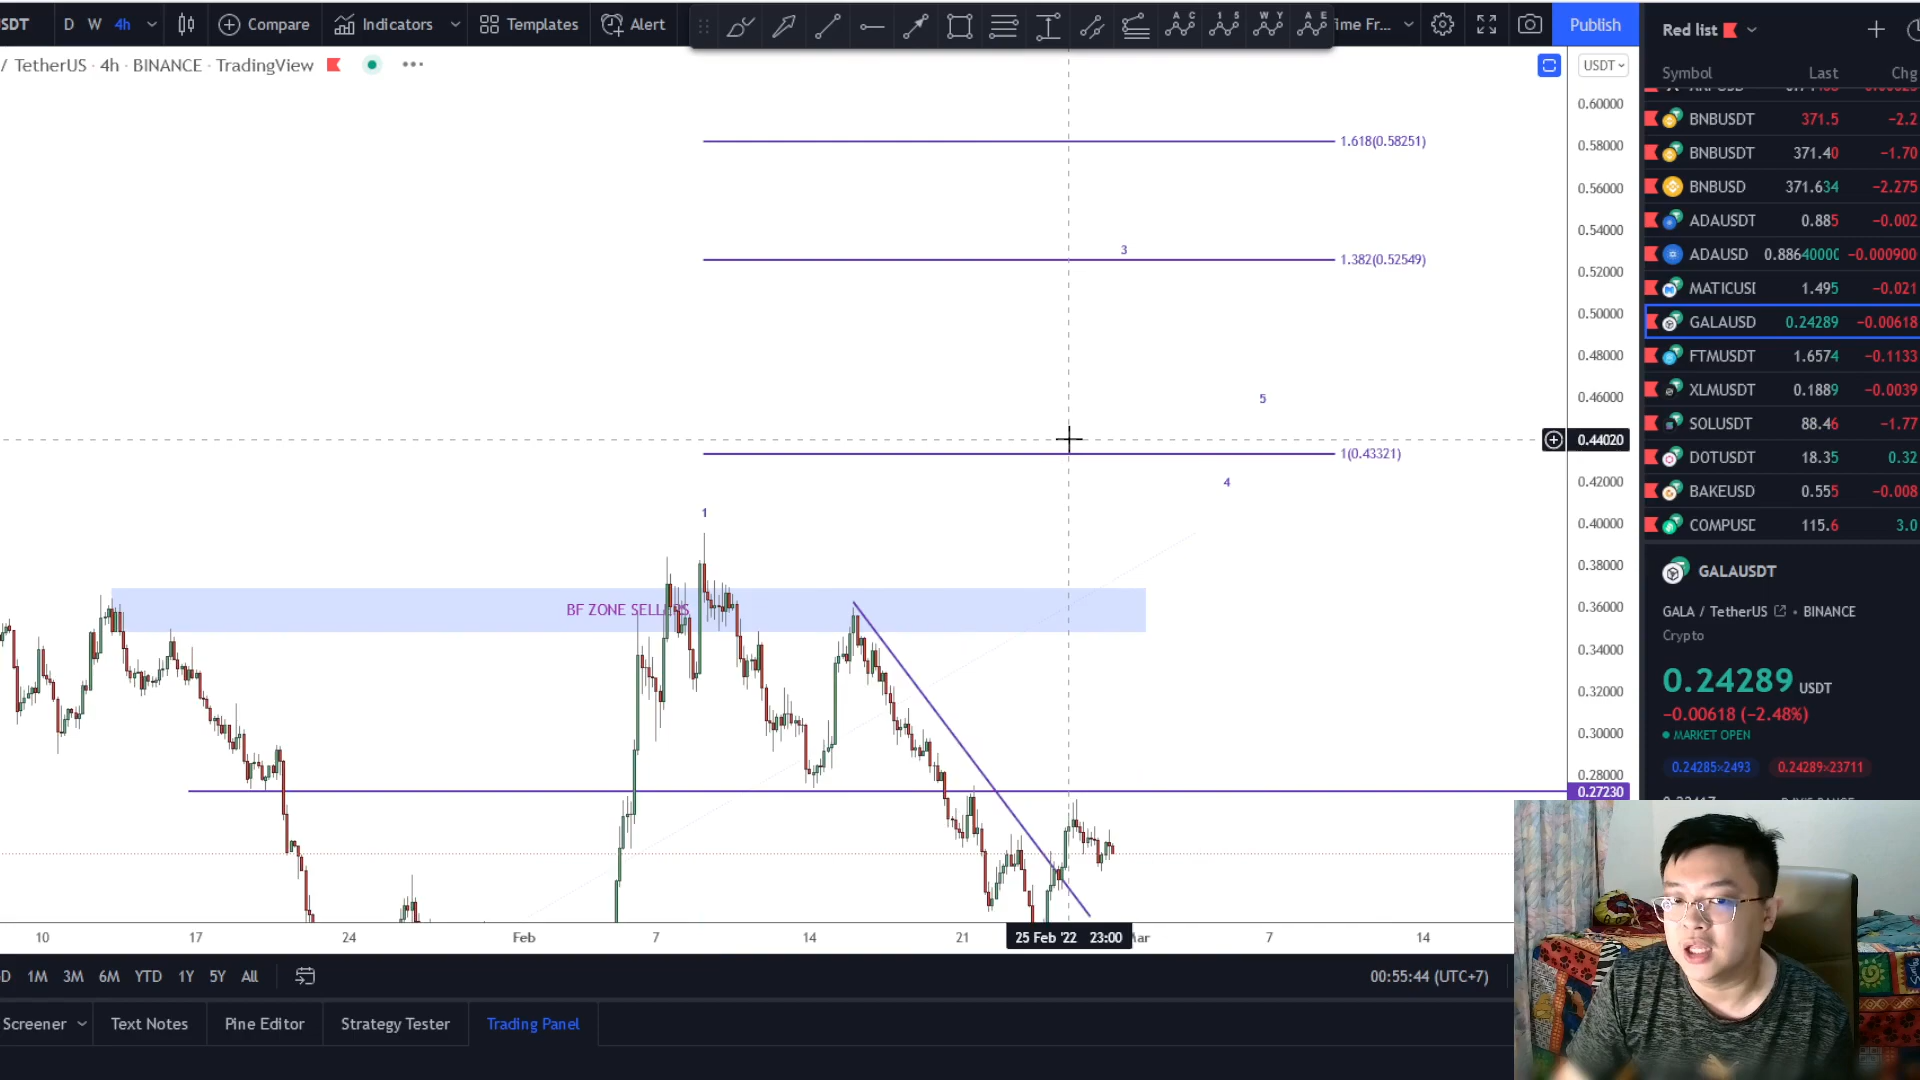 SDT D W 4h Compare Indicators Templates Alert ime Fr... Publish
/ TetherUS · 4h · BINANCE · TradingView
USDT
0.60000
1.618(0.58251)
0.58000
0.56000
0.54000
3
1.382(0.52549)
0.52000
0.50000
0.48000
5
0.46000
0.44020
1(0.43321)
4
0.42000
1
0.40000
0.38000
BF ZONE SELLERS
0.36000
0.34000
0.32000
0.30000
0.28000
0.27230
10 17 24 Feb 7 14 21 25 Feb '22 23:00 Mar 7 14
D 1M 3M 6M YTD 1Y 5Y All
00:55:44 (UTC+7)
Screener Text Notes Pine Editor Strategy Tester Trading Panel
Red list
Symbol Last Chg
BNBUSDT 371.5 −2.2
BNBUSDT 371.40 −1.70
BNBUSD 371.634 −2.275
ADAUSDT 0.885 −0.002
ADAUSD 0.88640000 −0.000900
MATICUSI 1.495 −0.021
GALAUSD 0.24289 −0.00618
FTMUSDT 1.6574 −0.1133
XLMUSDT 0.1889 −0.0039
SOLUSDT 88.46 −1.77
DOTUSDT 18.35 0.32
BAKEUSD 0.555 −0.008
COMPUSE 115.6 3.0
GALAUSDT
GALA / TetherUS • BINANCE
Crypto
0.24289 USDT
−0.00618 (−2.48%)
MARKET OPEN
0.24285×2493 0.24289×23711